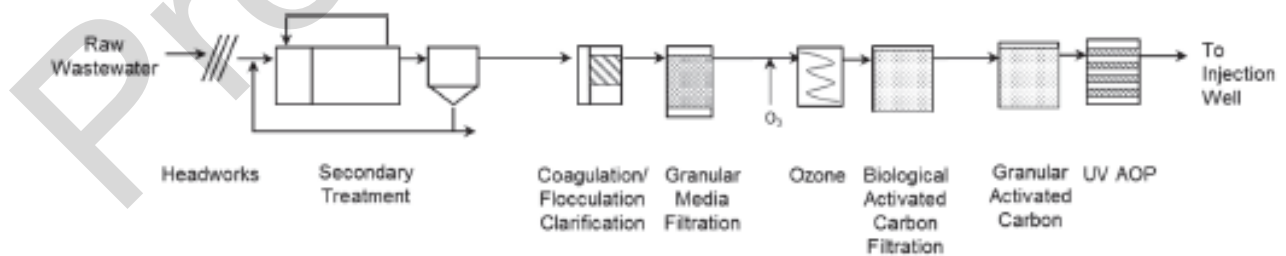 Pre
Raw
Wastewater
To
Injection
Well
O₃
Headworks
Secondary
Treatment
Coagulation/
Flocculation
Clarification
Granular
Media
Filtration
Ozone
Biological
Activated
Carbon
Filtration
Granular
Activated
Carbon
UV AOP